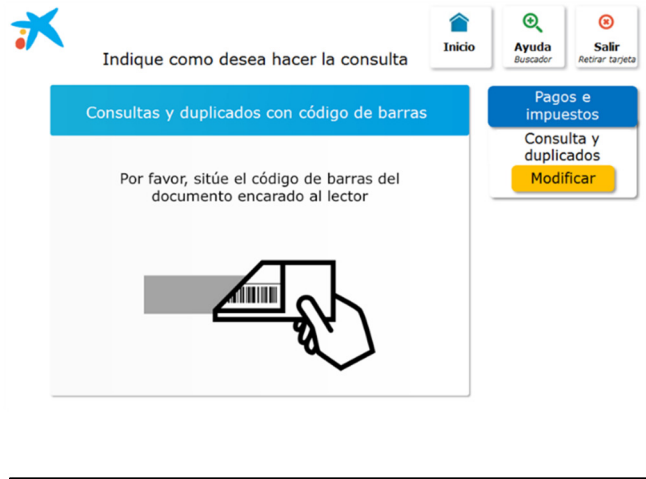 Indique como desea hacer la consulta
Inicio
Ayuda
Buscador
Salir
Retirar tarjeta
Consultas y duplicados con código de barras
Por favor, sitúe el código de barras del
documento encarado al lector
Pagos e
impuestos
Consulta y
duplicados
Modificar